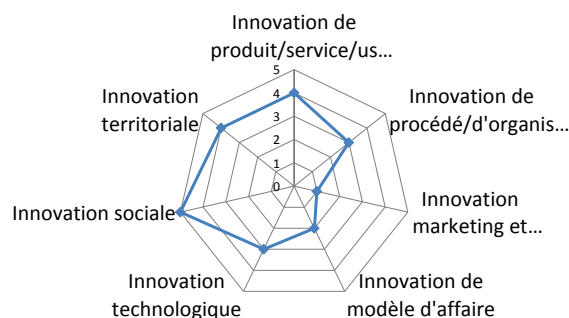 Innovation de
produit/service/us…
Innovation de
procédé/d'organis…
Innovation
marketing et…
Innovation de
modèle d'affaire
Innovation
technologique
Innovation sociale
Innovation
territoriale
5
4
3
2
1
0